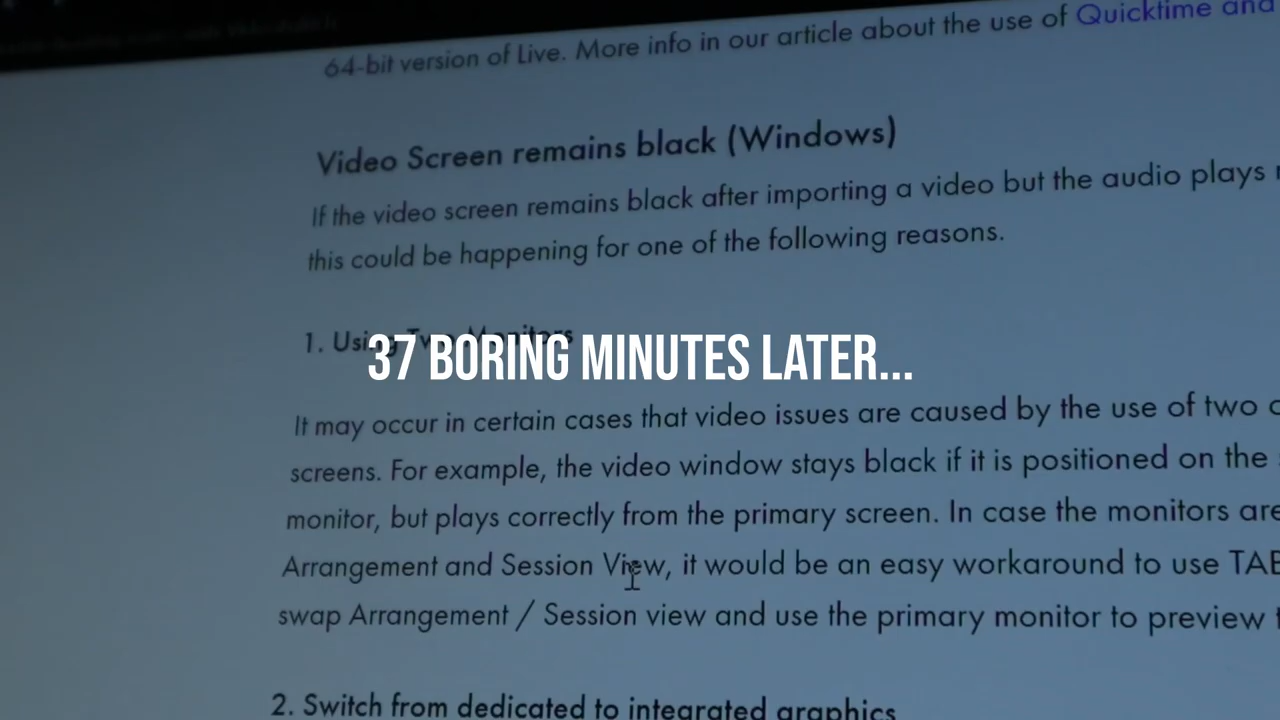 64-bit version of Live. More info in our article about the use of Quicktime and
Video Screen remains black (Windows)
If the video screen remains black after importing a video but the audio plays
this could be happening for one of the following reasons.
1. Using Two Monitors
37 BORING MINUTES LATER...
It may occur in certain cases that video issues are caused by the use of two
screens. For example, the video window stays black if it is positioned on the
monitor, but plays correctly from the primary screen. In case the monitors are
Arrangement and Session View, it would be an easy workaround to use TAB
swap Arrangement / Session view and use the primary monitor to preview
2. Switch from dedicated to integrated graphics